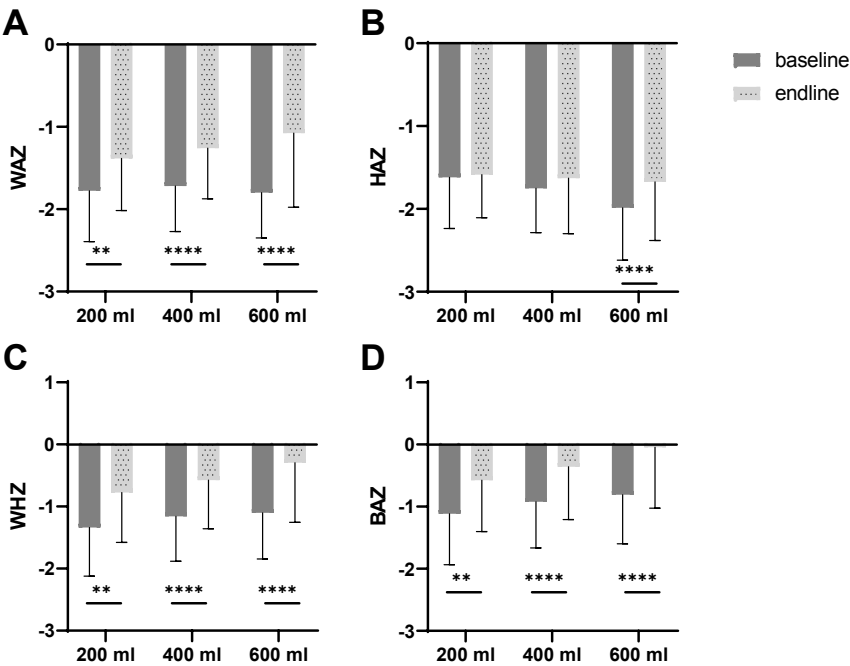 A
WAZ
0
-1
-2
-3
**
****
****
200 ml
400 ml
600 ml
B
HAZ
0
-1
-2
-3
****
200 ml
400 ml
600 ml
baseline
endline
C
WHZ
1
0
-1
-2
-3
**
****
****
200 ml
400 ml
600 ml
D
BAZ
1
0
-1
-2
-3
**
****
****
200 ml
400 ml
600 ml